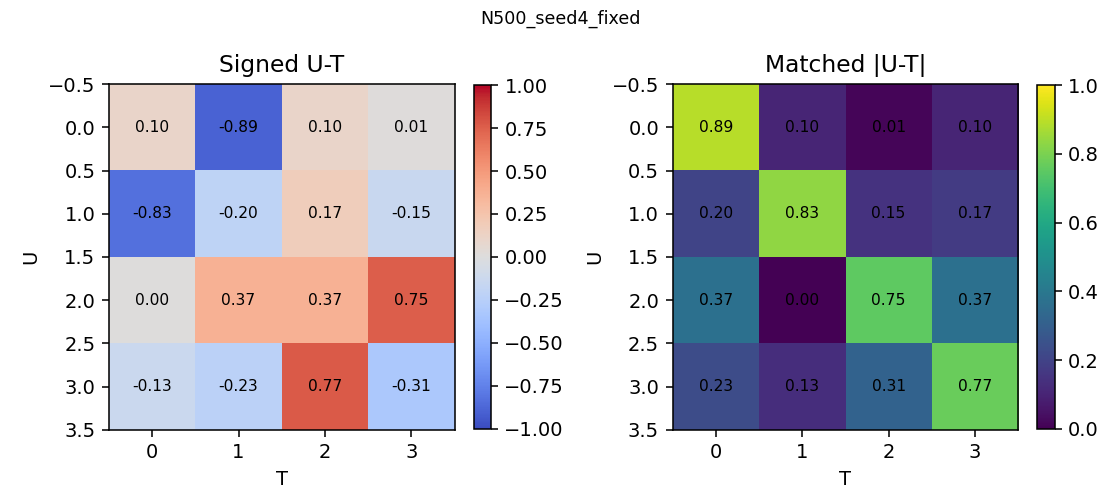 N500_seed4_fixed
Signed U-T
−0.5
0.0
0.5
1.0
1.5
2.0
2.5
3.0
3.5
U
0.10 -0.89 0.10 0.01
-0.83 -0.20 0.17 -0.15
0.00 0.37 0.37 0.75
-0.13 -0.23 0.77 -0.31
0 1 2 3
T
1.00
0.75
0.50
0.25
0.00
−0.25
−0.50
−0.75
−1.00
Matched |U-T|
−0.5
0.0
0.5
1.0
1.5
2.0
2.5
3.0
3.5
U
0.89 0.10 0.01 0.10
0.20 0.83 0.15 0.17
0.37 0.00 0.75 0.37
0.23 0.13 0.31 0.77
0 1 2 3
T
1.0
0.8
0.6
0.4
0.2
0.0